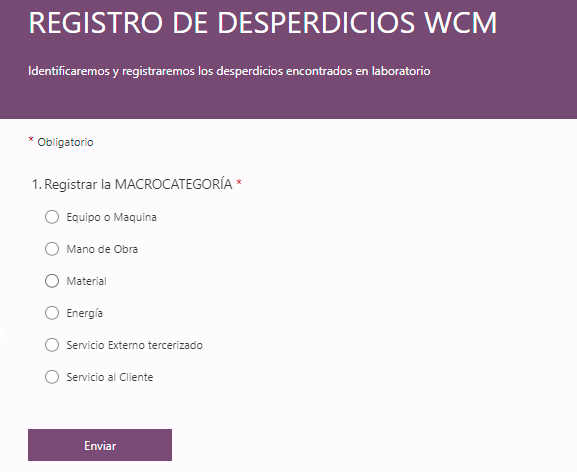 REGISTRO DE DESPERDICIOS WCM
Identificaremos y registraremos los desperdicios encontrados en laboratorio
* Obligatorio
1. Registrar la MACROCATEGORÍA *
Equipo o Maquina
Mano de Obra
Material
Energía
Servicio Externo tercerizado
Servicio al Cliente
Enviar